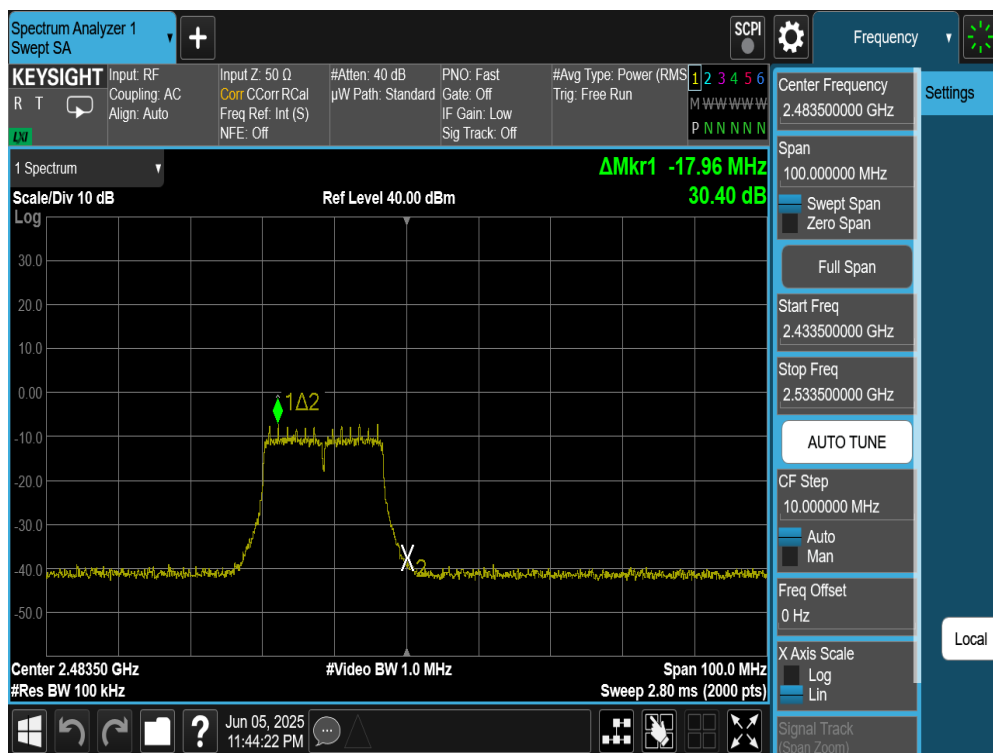 Spectrum Analyzer 1
Swept SA
+
SCPI
Frequency
KEYSIGHT
R T
LXI
Input: RF
Coupling: AC
Align: Auto
Input Z: 50 Ω
Corr CCorr RCal
Freq Ref: Int (S)
NFE: Off
#Atten: 40 dB
µW Path: Standard
PNO: Fast
Gate: Off
IF Gain: Low
Sig Track: Off
#Avg Type: Power (RMS
Trig: Free Run
1 2 3 4 5 6
M W W W W W
P N N N N N
1 Spectrum
ΔMkr1 -17.96 MHz
Scale/Div 10 dB
Ref Level 40.00 dBm
30.40 dB
Log
30.0
20.0
10.0
0.00
1Δ2
-10.0
-20.0
-30.0
X2
-40.0
-50.0
Center 2.48350 GHz
#Video BW 1.0 MHz
Span 100.0 MHz
#Res BW 100 kHz
Sweep 2.80 ms (2000 pts)
?
Jun 05, 2025
11:44:22 PM
Center Frequency
2.483500000 GHz
Settings
Span
100.000000 MHz
Swept Span
Zero Span
Full Span
Start Freq
2.433500000 GHz
Stop Freq
2.533500000 GHz
AUTO TUNE
CF Step
10.000000 MHz
Auto
Man
Freq Offset
0 Hz
Local
X Axis Scale
Log
Lin
Signal Track
(Span Zoom)